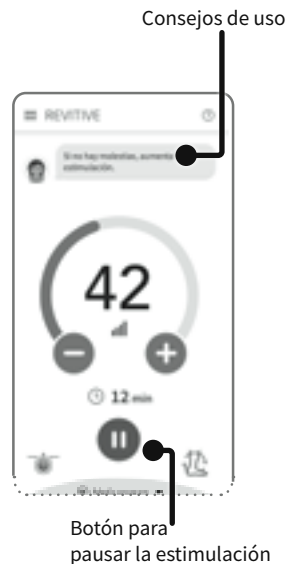 Consejos de uso
REVITIVE
Si no hay molestias, aumenta
estimulación.
42
12 min
Botón para
pausar la estimulación